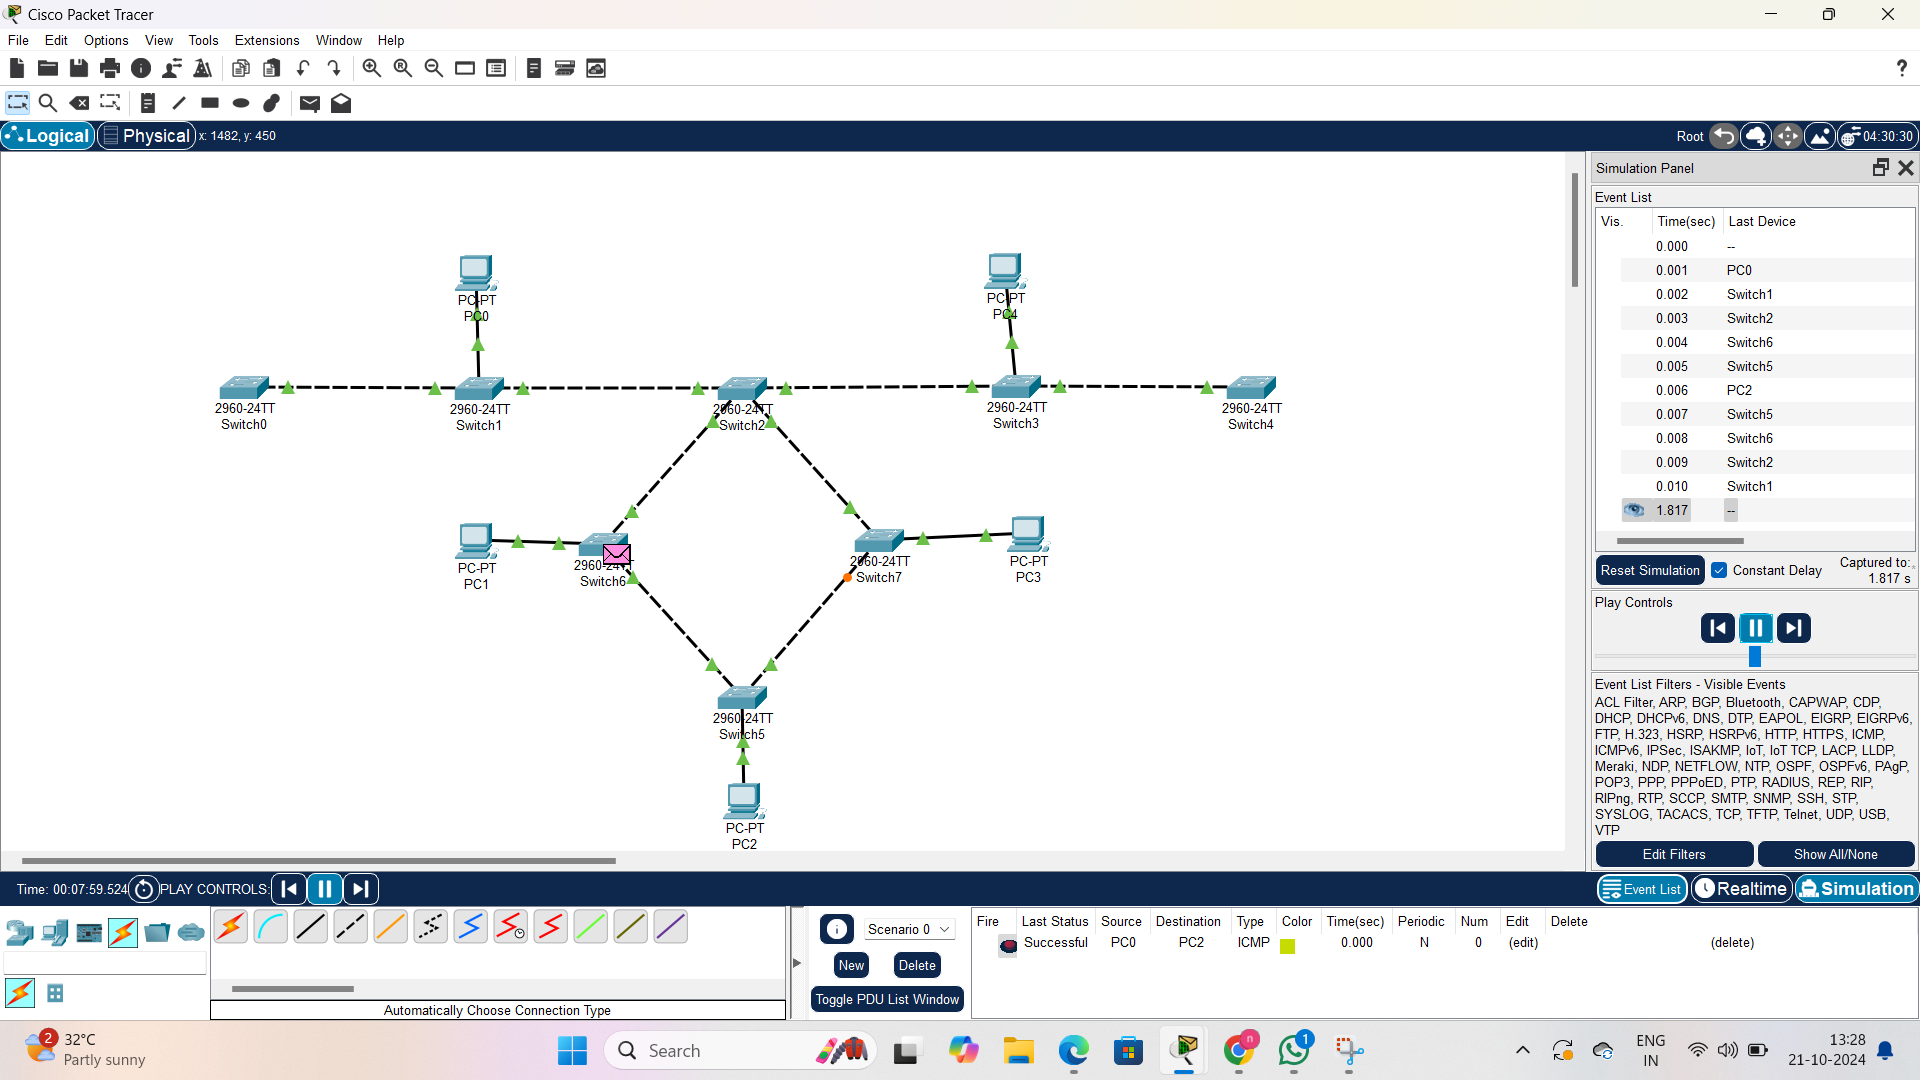 Cisco Packet Tracer
File Edit Options View Tools Extensions Window Help
Logical Physical x: 1482, y: 450 Root 04:30:30
PC-PT
PC0
PC-PT
PC4
2960-24TT
Switch0
2960-24TT
Switch1
2960-24TT
Switch2
2960-24TT
Switch3
2960-24TT
Switch4
PC-PT
PC1
2960-24TT
Switch6
2960-24TT
Switch7
PC-PT
PC3
2960-24TT
Switch5
PC-PT
PC2
Simulation Panel
Event List
Vis. Time(sec) Last Device
0.000 --
0.001 PC0
0.002 Switch1
0.003 Switch2
0.004 Switch6
0.005 Switch5
0.006 PC2
0.007 Switch5
0.008 Switch6
0.009 Switch2
0.010 Switch1
1.817 --
Reset Simulation Constant Delay Captured to:
1.817 s
Play Controls
Event List Filters - Visible Events
ACL Filter, ARP, BGP, Bluetooth, CAPWAP, CDP,
DHCP, DHCPv6, DNS, DTP, EAPOL, EIGRP, EIGRPv6,
FTP, H.323, HSRP, HSRPv6, HTTP, HTTPS, ICMP,
ICMPv6, IPSec, ISAKMP, IoT, IoT TCP, LACP, LLDP,
Meraki, NDP, NETFLOW, NTP, OSPF, OSPFv6, PAgP,
POP3, PPP, PPPoED, PTP, RADIUS, REP, RIP,
RIPng, RTP, SCCP, SMTP, SNMP, SSH, STP,
SYSLOG, TACACS, TCP, TFTP, Telnet, UDP, USB,
VTP
Edit Filters Show All/None
Time: 00:07:59.524 PLAY CONTROLS: Event List Realtime Simulation
Automatically Choose Connection Type
Scenario 0
New Delete
Toggle PDU List Window
Fire Last Status Source Destination Type Color Time(sec) Periodic Num Edit Delete
Successful PC0 PC2 ICMP 0.000 N 0 (edit) (delete)
2 32°C
Partly sunny
Search
n
1
ENG
IN
13:28
21-10-2024